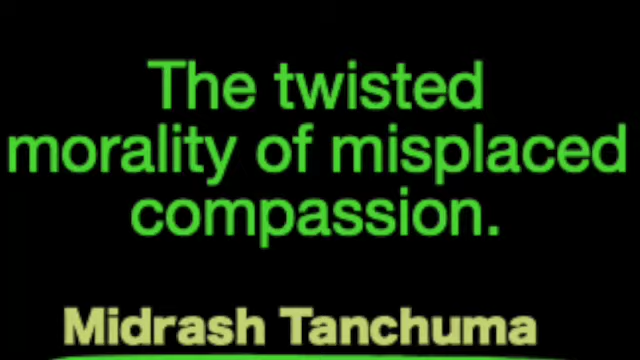 The twisted
morality of misplaced
compassion.
Midrash Tanchuma